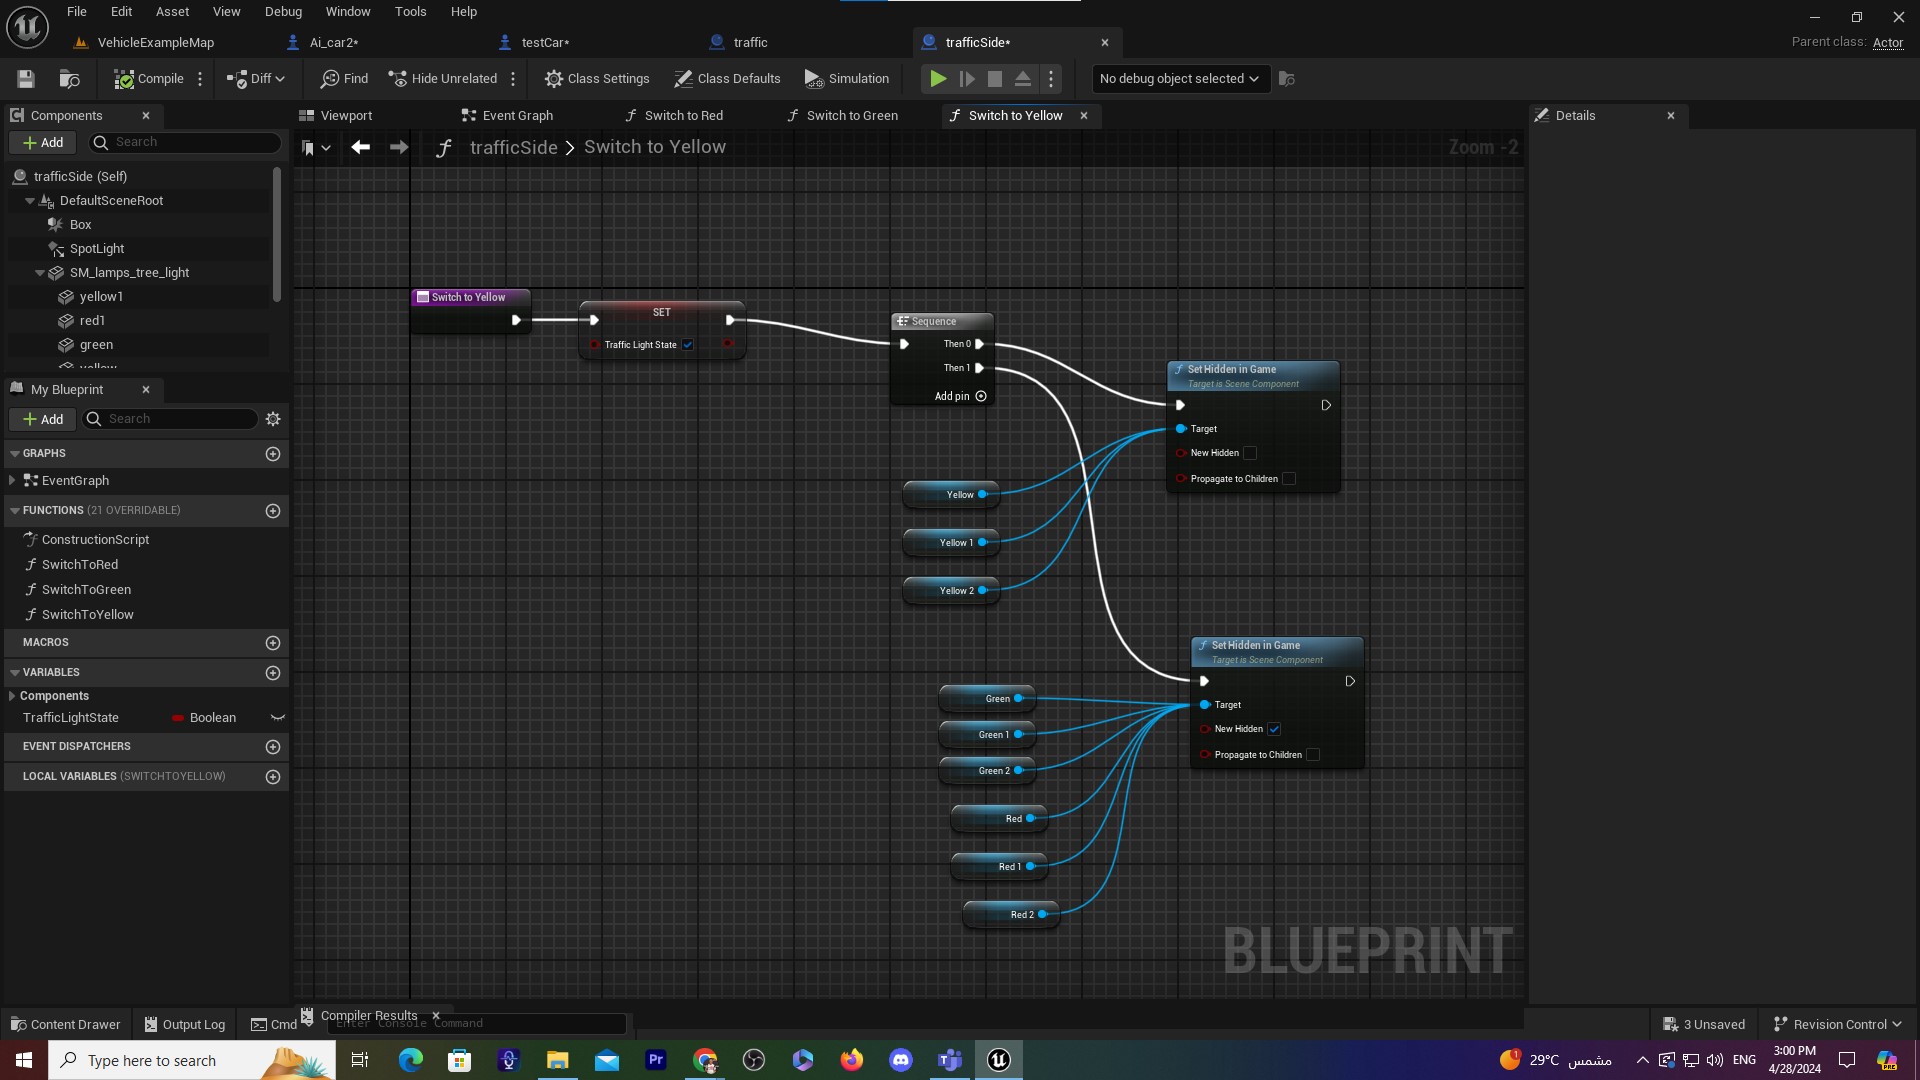 File Edit Asset View Debug Window Tools Help
VehicleExampleMap Ai_car2* testCar* traffic trafficSide*
Parent class: Actor
Compile Diff Find Hide Unrelated Class Settings Class Defaults Simulation No debug object selected
Components
Add Search
trafficSide (Self)
DefaultSceneRoot
Box
SpotLight
SM_lamps_tree_light
yellow1
red1
green
yellow
My Blueprint
Add Search
GRAPHS
EventGraph
FUNCTIONS (21 OVERRIDABLE)
ConstructionScript
SwitchToRed
SwitchToGreen
SwitchToYellow
MACROS
VARIABLES
Components
TrafficLightState Boolean
EVENT DISPATCHERS
LOCAL VARIABLES (SWITCHTOYELLOW)
Viewport Event Graph Switch to Red Switch to Green Switch to Yellow
trafficSide > Switch to Yellow
Zoom -2
Switch to Yellow
SET
Traffic Light State
Sequence
Then 0
Then 1
Add pin
Set Hidden in Game
Target is Scene Component
Target
New Hidden
Propagate to Children
Yellow
Yellow 1
Yellow 2
Set Hidden in Game
Target is Scene Component
Target
New Hidden
Propagate to Children
Green
Green 1
Green 2
Red
Red 1
Red 2
BLUEPRINT
Details
Compiler Results
Content Drawer Output Log Cmd Enter Console Command
3 Unsaved Revision Control
Type here to search
Pr
1
29°C مشمس
ENG
3:00 PM
4/28/2024
PRE